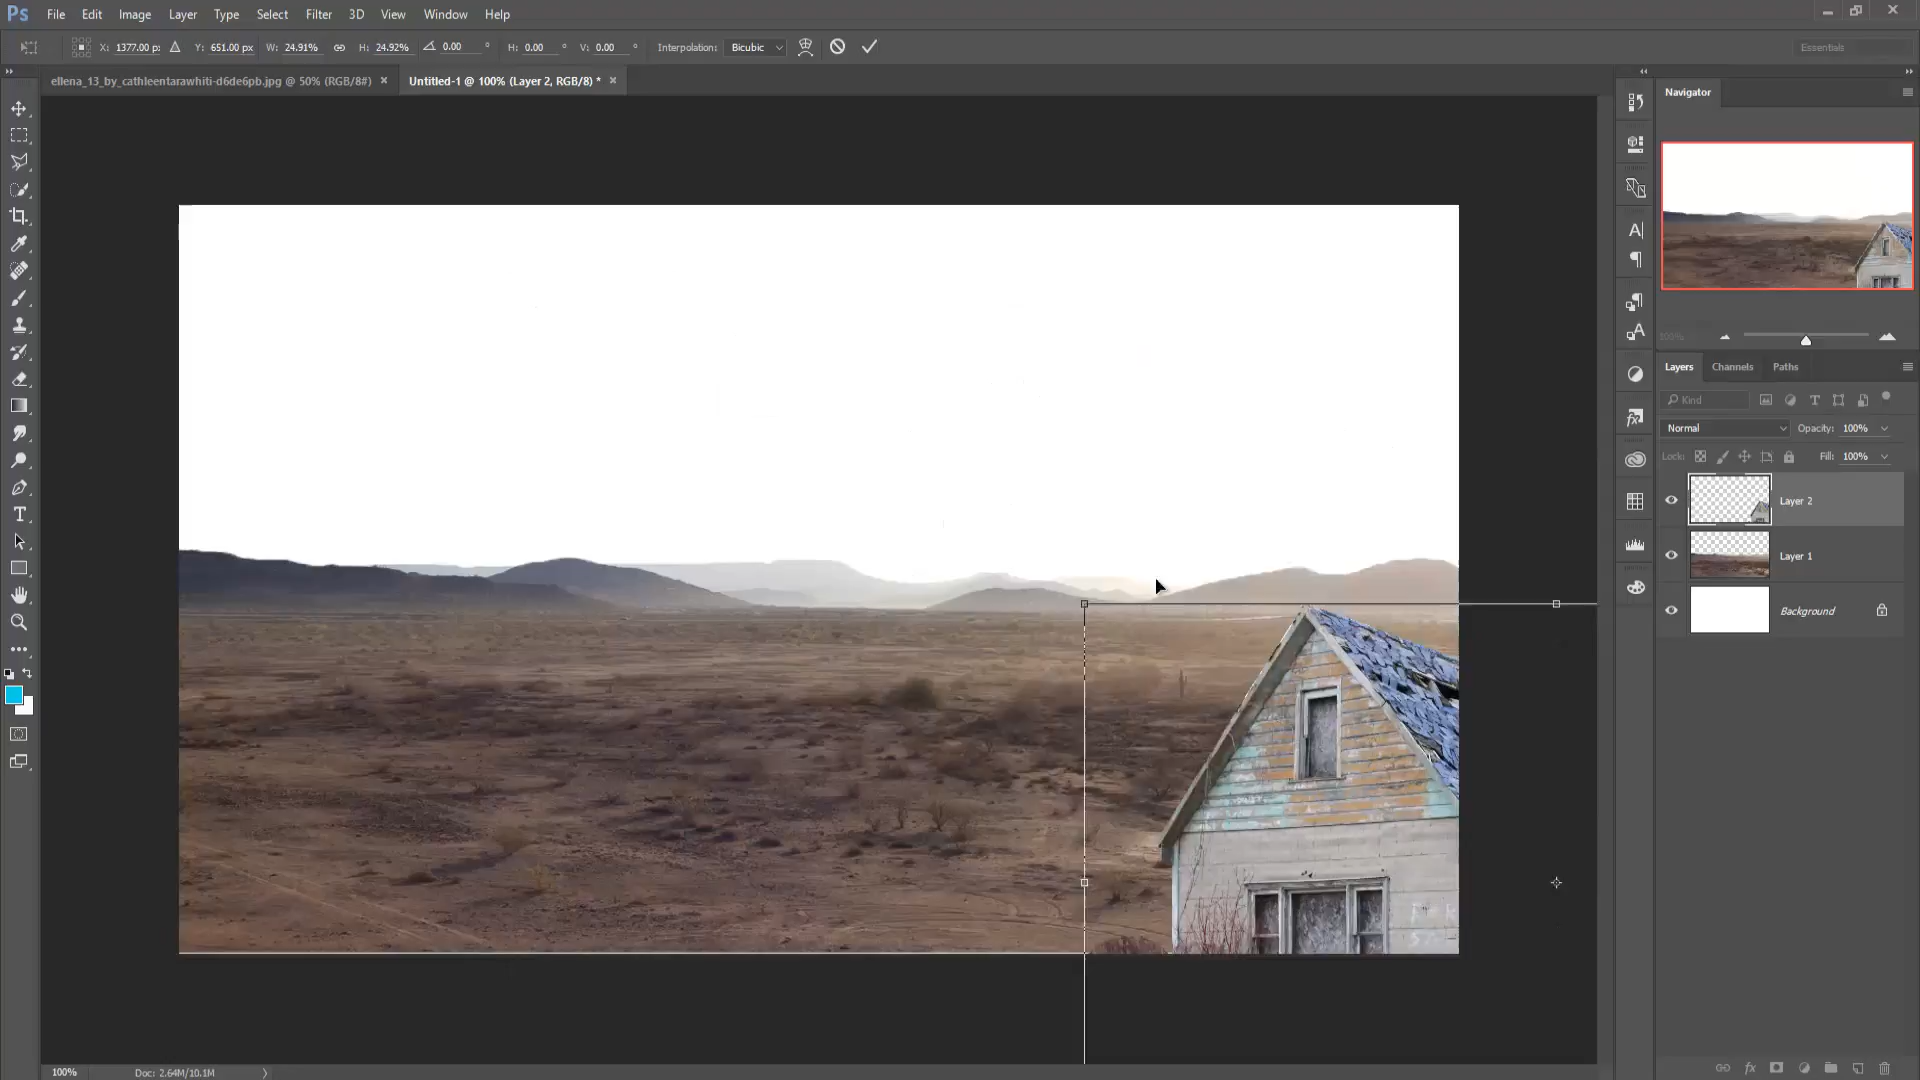 Ps File Edit Image Layer Type Select Filter 3D View Window Help
X: 1377.00 p: Y: 651.00 px W: 24.91% H: 24.92% 0.00 ° H: 0.00 ° V: 0.00 ° Interpolation: Bicubic Essentials
ellena_13_by_cathleentarawhiti-d6de6pb.jpg @ 50% (RGB/8#) × Untitled-1 @ 100% (Layer 2, RGB/8) * ×
Navigator
100%
Layers Channels Paths
Kind
Normal Opacity: 100%
Lock: Fill: 100%
Layer 2
Layer 1
Background
100% Doc: 2.64M/10.1M